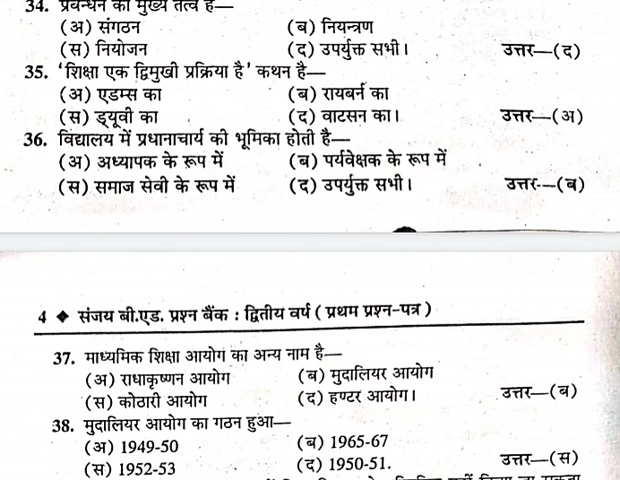 34. प्रबन्धन का मुख्य तत्व है—
(अ) संगठन (ब) नियन्त्रण
(स) नियोजन (द) उपर्युक्त सभी। उत्तर—(द)
35. 'शिक्षा एक द्विमुखी प्रक्रिया है' कथन है—
(अ) एडम्स का (ब) रायबर्न का
(स) ड्यूवी का (द) वाटसन का। उत्तर—(अ)
36. विद्यालय में प्रधानाचार्य की भूमिका होती है—
(अ) अध्यापक के रूप में (ब) पर्यवेक्षक के रूप में
(स) समाज सेवी के रूप में (द) उपर्युक्त सभी। उत्तर—(ब)
4 ◆ संजय बी.एड. प्रश्न बैंक : द्वितीय वर्ष ( प्रथम प्रश्न-पत्र )
37. माध्यमिक शिक्षा आयोग का अन्य नाम है—
(अ) राधाकृष्णन आयोग (ब) मुदालियर आयोग
(स) कोठारी आयोग (द) हण्टर आयोग। उत्तर—(ब)
38. मुदालियर आयोग का गठन हुआ—
(अ) 1949-50 (ब) 1965-67
(स) 1952-53 (द) 1950-51. उत्तर—(स)